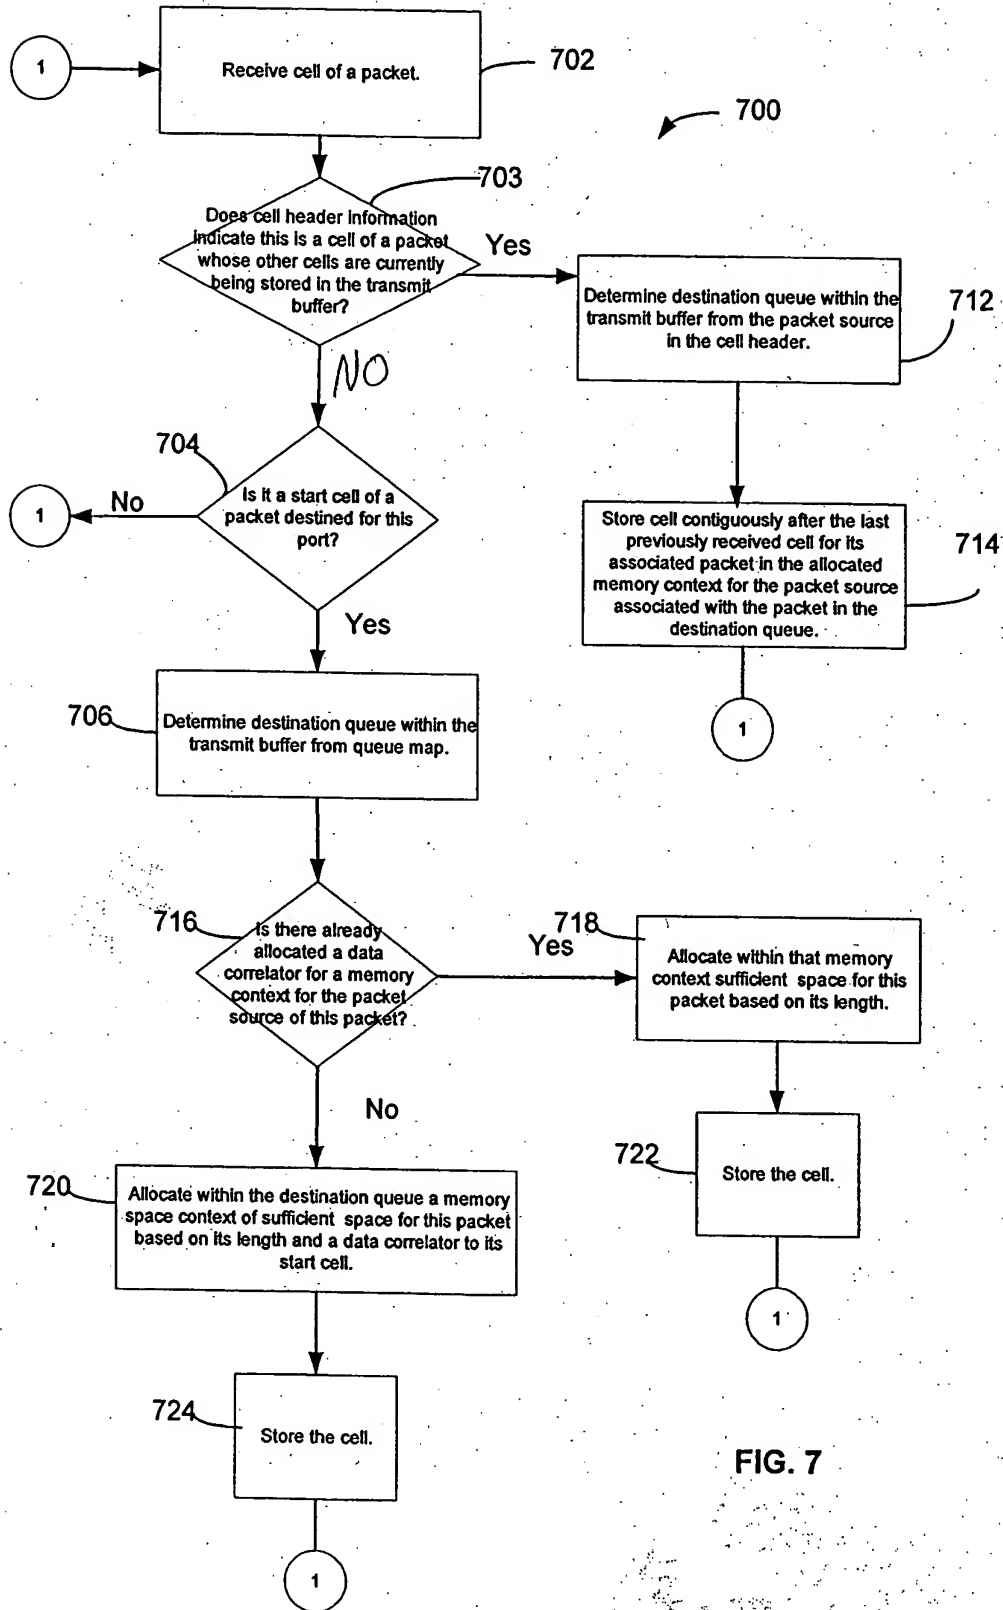 1
Receive cell of a packet.
702
700
703
Does cell header information
indicate this is a cell of a packet
whose other cells are currently
being stored in the transmit
buffer?
Yes
Determine destination queue within the
transmit buffer from the packet source
in the cell header.
712
NO
704
Is it a start cell of a
packet destined for this
port?
No
1
Yes
Store cell contiguously after the last
previously received cell for its
associated packet in the allocated
memory context for the packet source
associated with the packet in the
destination queue.
714
1
706
Determine destination queue within the
transmit buffer from queue map.
716
Is there already
allocated a data
correlator for a memory
context for the packet
source of this packet?
Yes
718
Allocate within that memory
context sufficient space for this
packet based on its length.
No
722
Store the cell.
1
720
Allocate within the destination queue a memory
space context of sufficient space for this packet
based on its length and a data correlator to its
start cell.
724
Store the cell.
1
FIG. 7